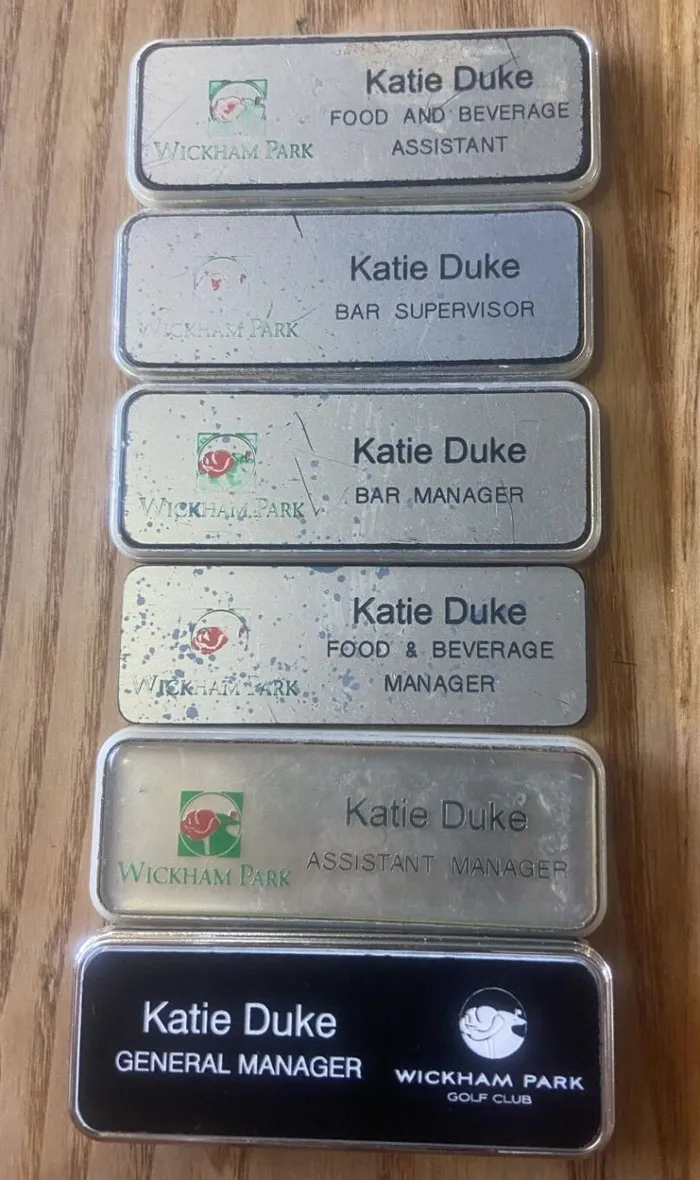 Katie Duke
FOOD AND BEVERAGE
ASSISTANT
WICKHAM PARK
Katie Duke
BAR SUPERVISOR
WICKHAM PARK
Katie Duke
BAR MANAGER
WICKHAM PARK
Katie Duke
FOOD & BEVERAGE
MANAGER
WICKHAM PARK
Katie Duke
ASSISTANT MANAGER
WICKHAM PARK
Katie Duke
GENERAL MANAGER
WICKHAM PARK
GOLF CLUB